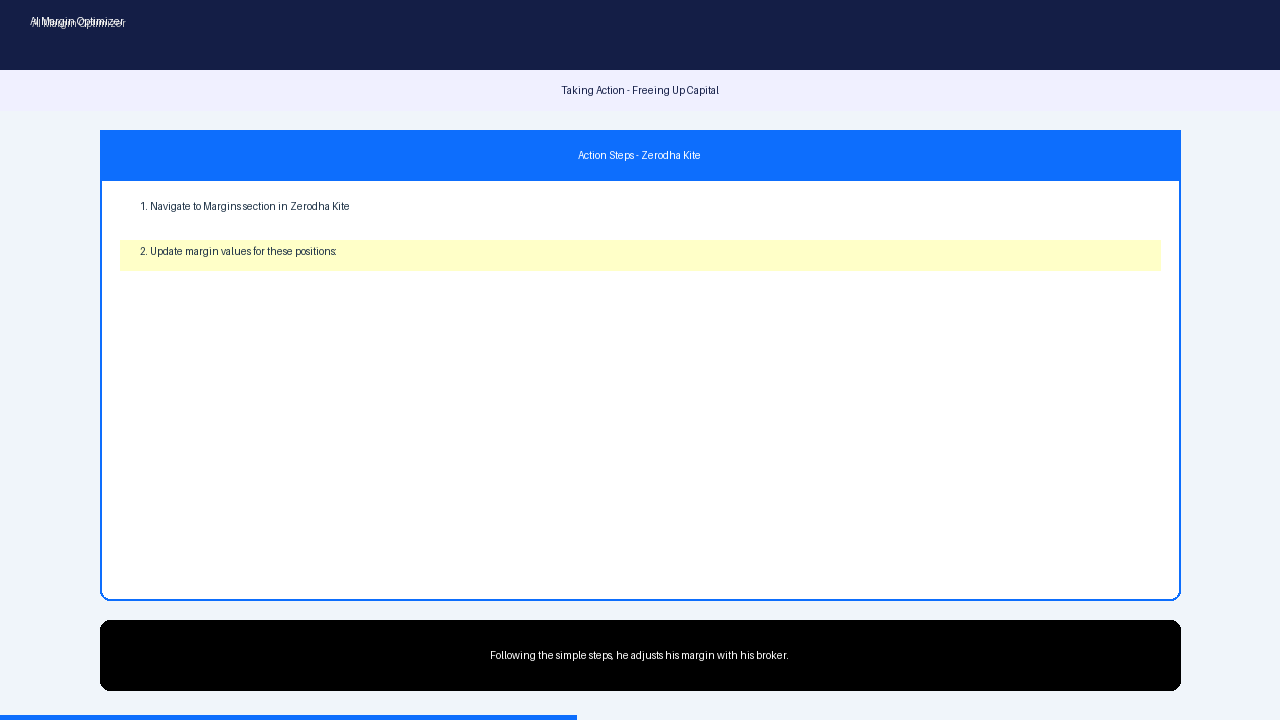 AI Margin Optimizer
Taking Action - Freeing Up Capital
Action Steps - Zerodha Kite
1. Navigate to Margins section in Zerodha Kite
2. Update margin values for these positions:
Following the simple steps, he adjusts his margin with his broker.